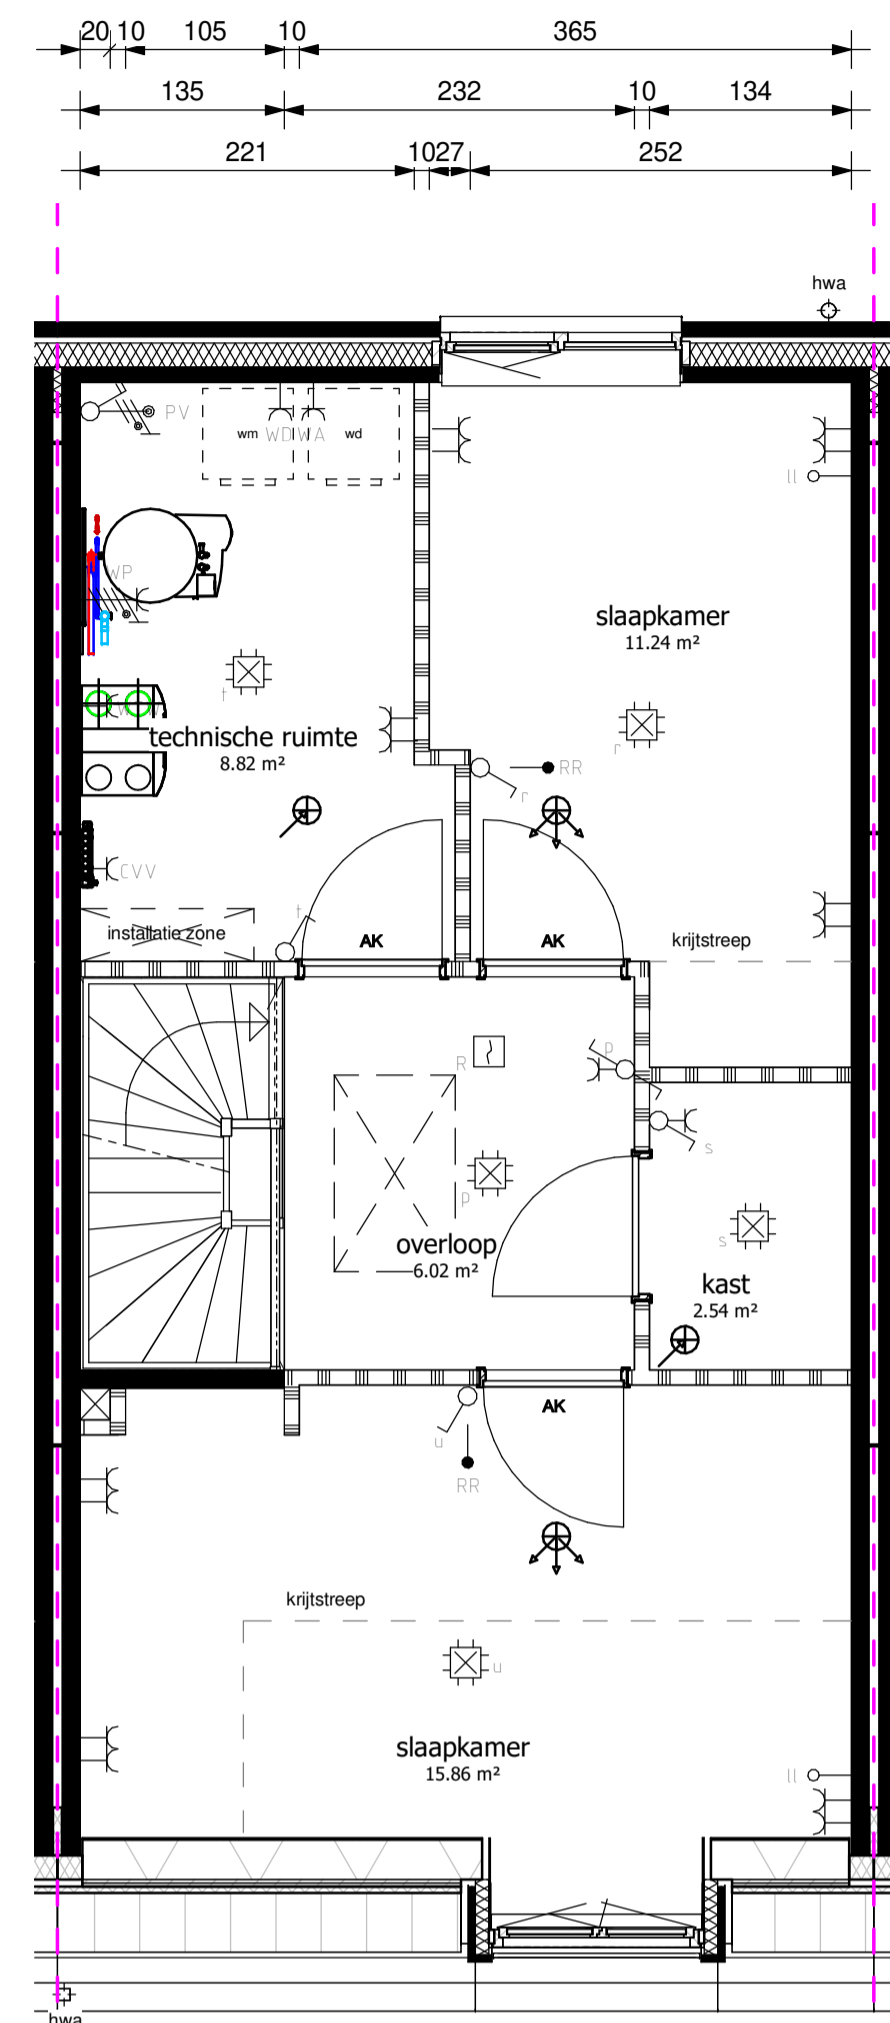 20 10 105 10 365
135 232 10 134
221 10 27 252
hwa
PV
wm WD WA wd
ll
WP
slaapkamer
11.24 m²
t
r
technische ruimte
8.82 m²
RR
r
CVV
t
installatie zone
AK
AK
krijtstreep
R
p
s
p
s
overloop
6.02 m²
kast
2.54 m²
AK
u
RR
krijtstreep
u
slaapkamer
15.86 m²
ll
hwa